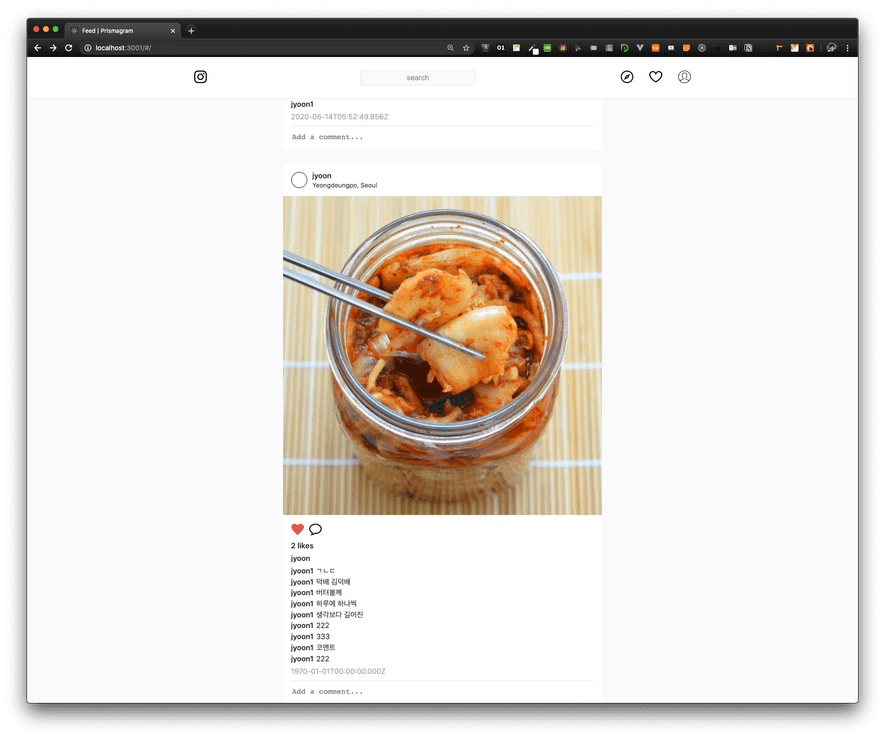 Feed | Prismagram
localhost:3001/#/
01
search
jyoon1
2020-06-14T05:52:49.956Z
Add a comment...
jyoon
Yeongdeungpo, Seoul
2 likes
jyoon
jyoon1 ㄱㄴㄷ
jyoon1 덕배 김덕배
jyoon1 버터볼께
jyoon1 하루에 하나씩
jyoon1 생각보다 길어진
jyoon1 222
jyoon1 333
jyoon1 코멘트
jyoon1 222
1970-01-01T00:00:00.000Z
Add a comment...